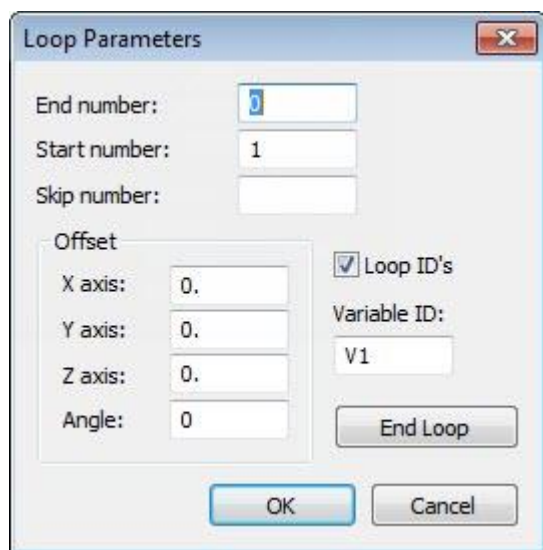 Loop Parameters
End number: 0
Start number: 1
Skip number:
Offset
X axis: 0.
Y axis: 0.
Z axis: 0.
Angle: 0
Loop ID's
Variable ID:
V1
End Loop
OK Cancel